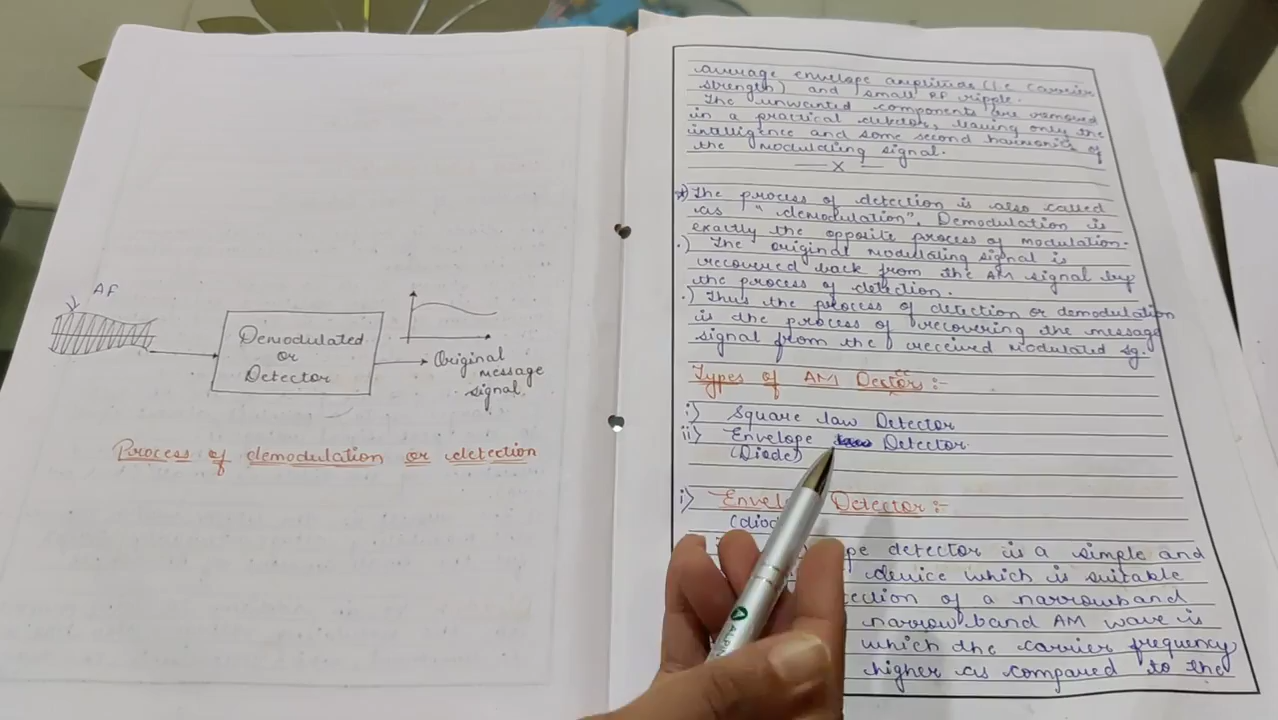 AF
Demodulated
or
Detector
Original
message
signal
Process of demodulation or detection
average envelope amplitude (i.e carrier
strength) and small RF ripple.
The unwanted components are removed
in a practical detector, leaving only the
intelligence and some second harmonics of
the modulating signal.
x
*) The process of detection is also called
as "demodulation". Demodulation is
exactly the opposite process of modulation.
.) The original modulating signal is
recovered back from the AM signal by
the process of detection.
.) Thus the process of detection or demodulation
is the process of recovering the message
signal from the received modulated sg.
Types of AM Dectors :-
i) Square law Detector
ii) Envelope Detector
(Diode)
i) Envel Detector :-
(diod
pe detector is a simple and
device which is suitable
ection of a narrowband
narrowband AM wave is
which the carrier frequency
higher as compared to the
ALPIN